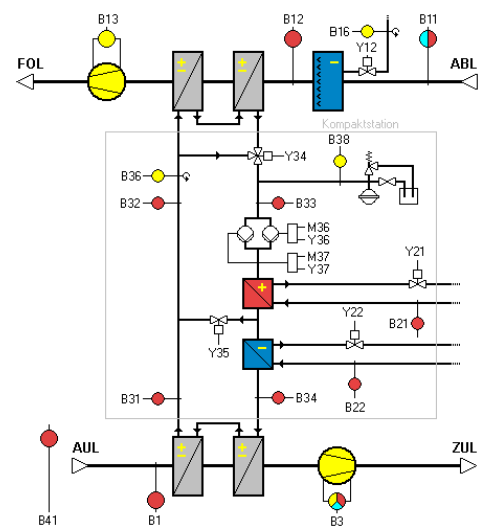 B13
B12
B16
B11
Y12
FOL
ABL
Kompaktstation
B38
Y34
B36
B32
B33
M36
Y36
M37
Y37
Y21
B21
Y22
Y35
B31
B34
B22
AUL
ZUL
B41
B1
B3